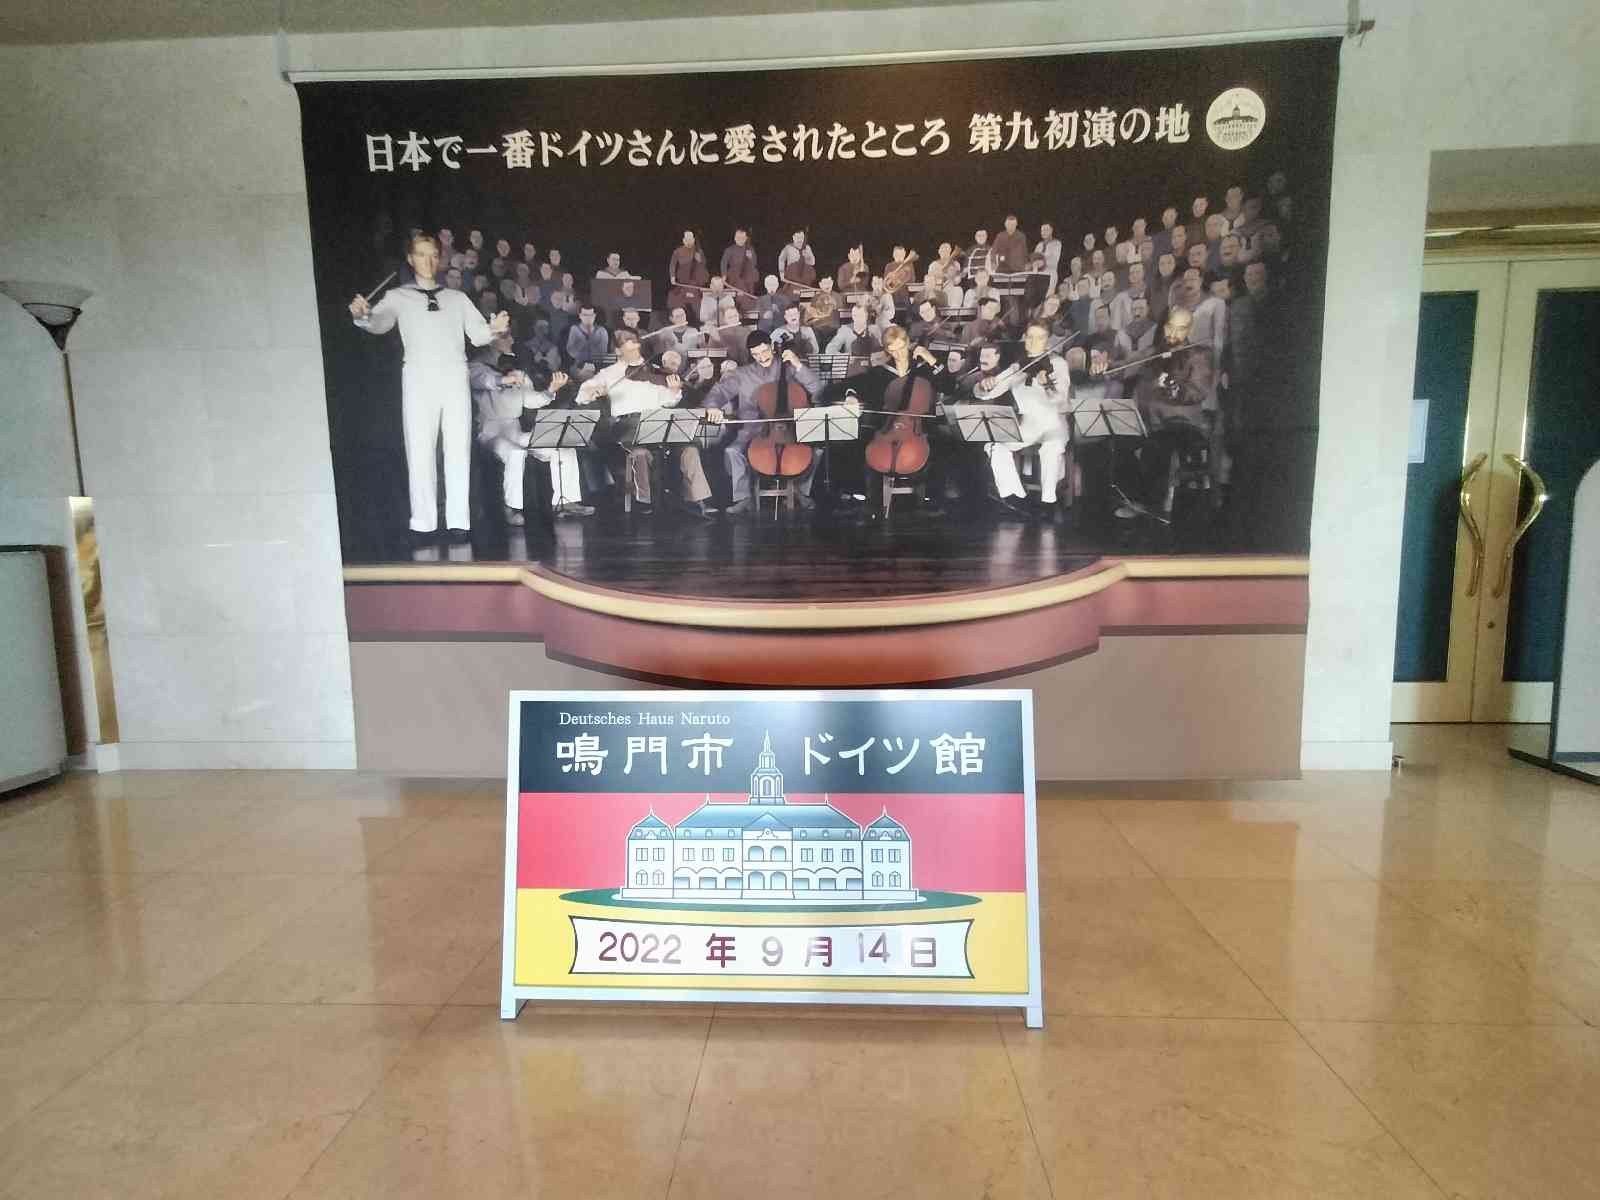 日本で一番ドイツさんに愛されたところ 第九初演の地
Deutsches Haus Naruto
鳴門市 ドイツ館
2022 年 9 月 14 日